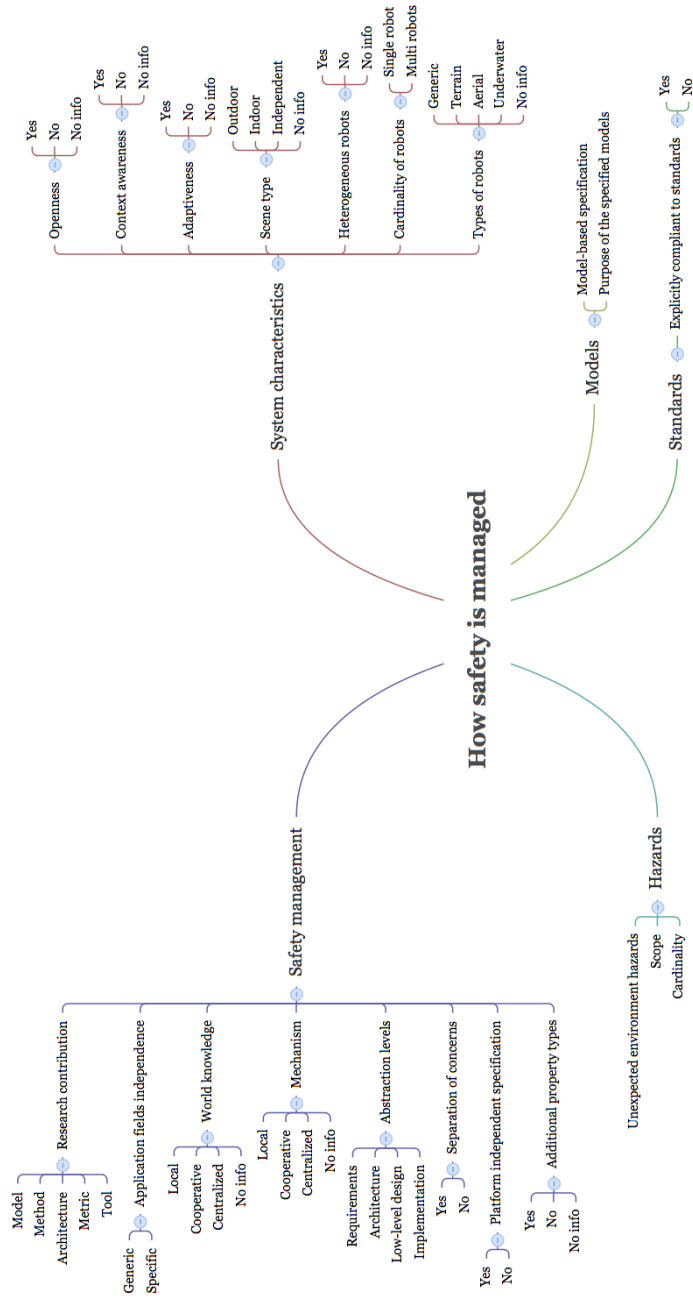 How safety is managed
Safety management
Research contribution
Model
Method
Architecture
Metric
Tool
Application fields independence
Generic
Specific
World knowledge
Local
Cooperative
Centralized
No info
Mechanism
Local
Cooperative
Centralized
No info
Abstraction levels
Requirements
Architecture
Low-level design
Implementation
Separation of concerns
Yes
No
Platform independent specification
Yes
No
Additional property types
Yes
No
No info
Hazards
Unexpected environment hazards
Scope
Cardinality
System characteristics
Openness
Yes
No
No info
Context awareness
Yes
No
No info
Adaptiveness
Yes
No
No info
Scene type
Outdoor
Indoor
Independent
No info
Heterogeneous robots
Yes
No
No info
Cardinality of robots
Single robot
Multi robots
Types of robots
Generic
Terrain
Aerial
Underwater
No info
Models
Model-based specification
Purpose of the specified models
Standards
Explicitly compliant to standards
Yes
No